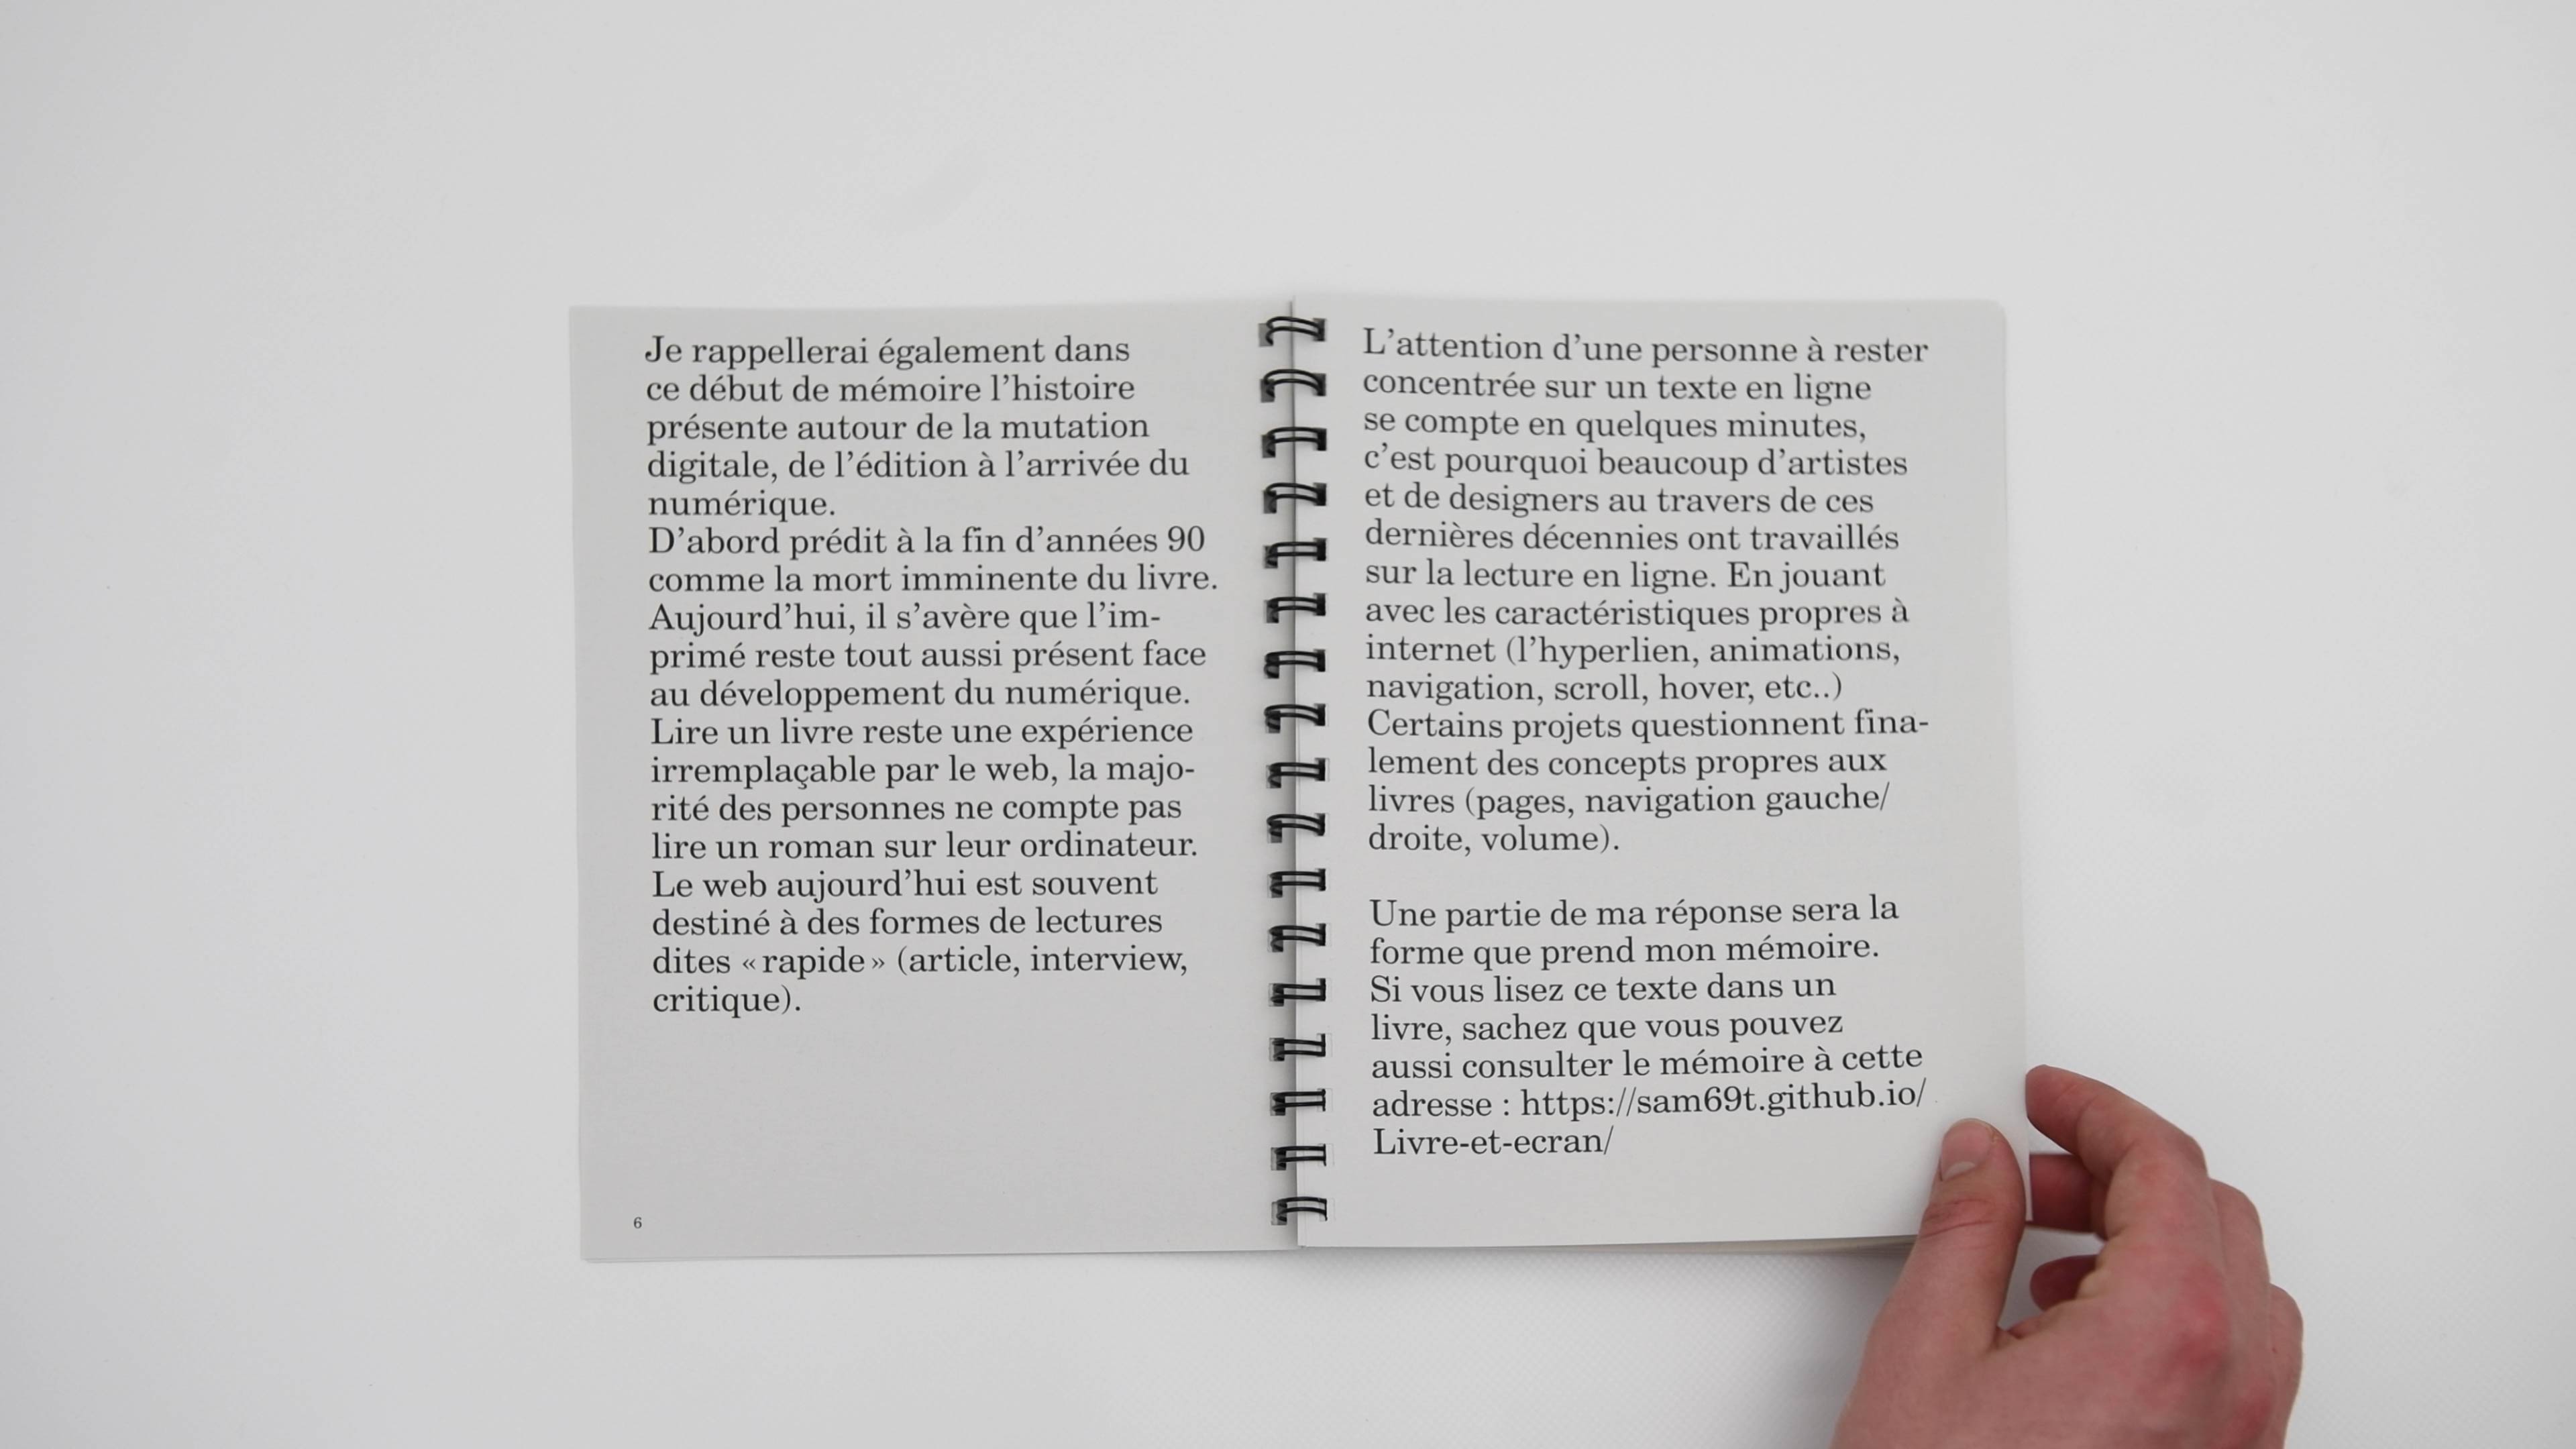 Je rappellerai également dans
ce début de mémoire l’histoire
présente autour de la mutation
digitale, de l’édition à l’arrivée du
numérique.
D’abord prédit à la fin d’années 90
comme la mort imminente du livre.
Aujourd’hui, il s’avère que l’im-
primé reste tout aussi présent face
au développement du numérique.
Lire un livre reste une expérience
irremplaçable par le web, la majo-
rité des personnes ne compte pas
lire un roman sur leur ordinateur.
Le web aujourd’hui est souvent
destiné à des formes de lectures
dites « rapide » (article, interview,
critique).
6
L’attention d’une personne à rester
concentrée sur un texte en ligne
se compte en quelques minutes,
c’est pourquoi beaucoup d’artistes
et de designers au travers de ces
dernières décennies ont travaillés
sur la lecture en ligne. En jouant
avec les caractéristiques propres à
internet (l’hyperlien, animations,
navigation, scroll, hover, etc..)
Certains projets questionnent fina-
lement des concepts propres aux
livres (pages, navigation gauche/
droite, volume).
Une partie de ma réponse sera la
forme que prend mon mémoire.
Si vous lisez ce texte dans un
livre, sachez que vous pouvez
aussi consulter le mémoire à cette
adresse : https://sam69t.github.io/
Livre-et-ecran/